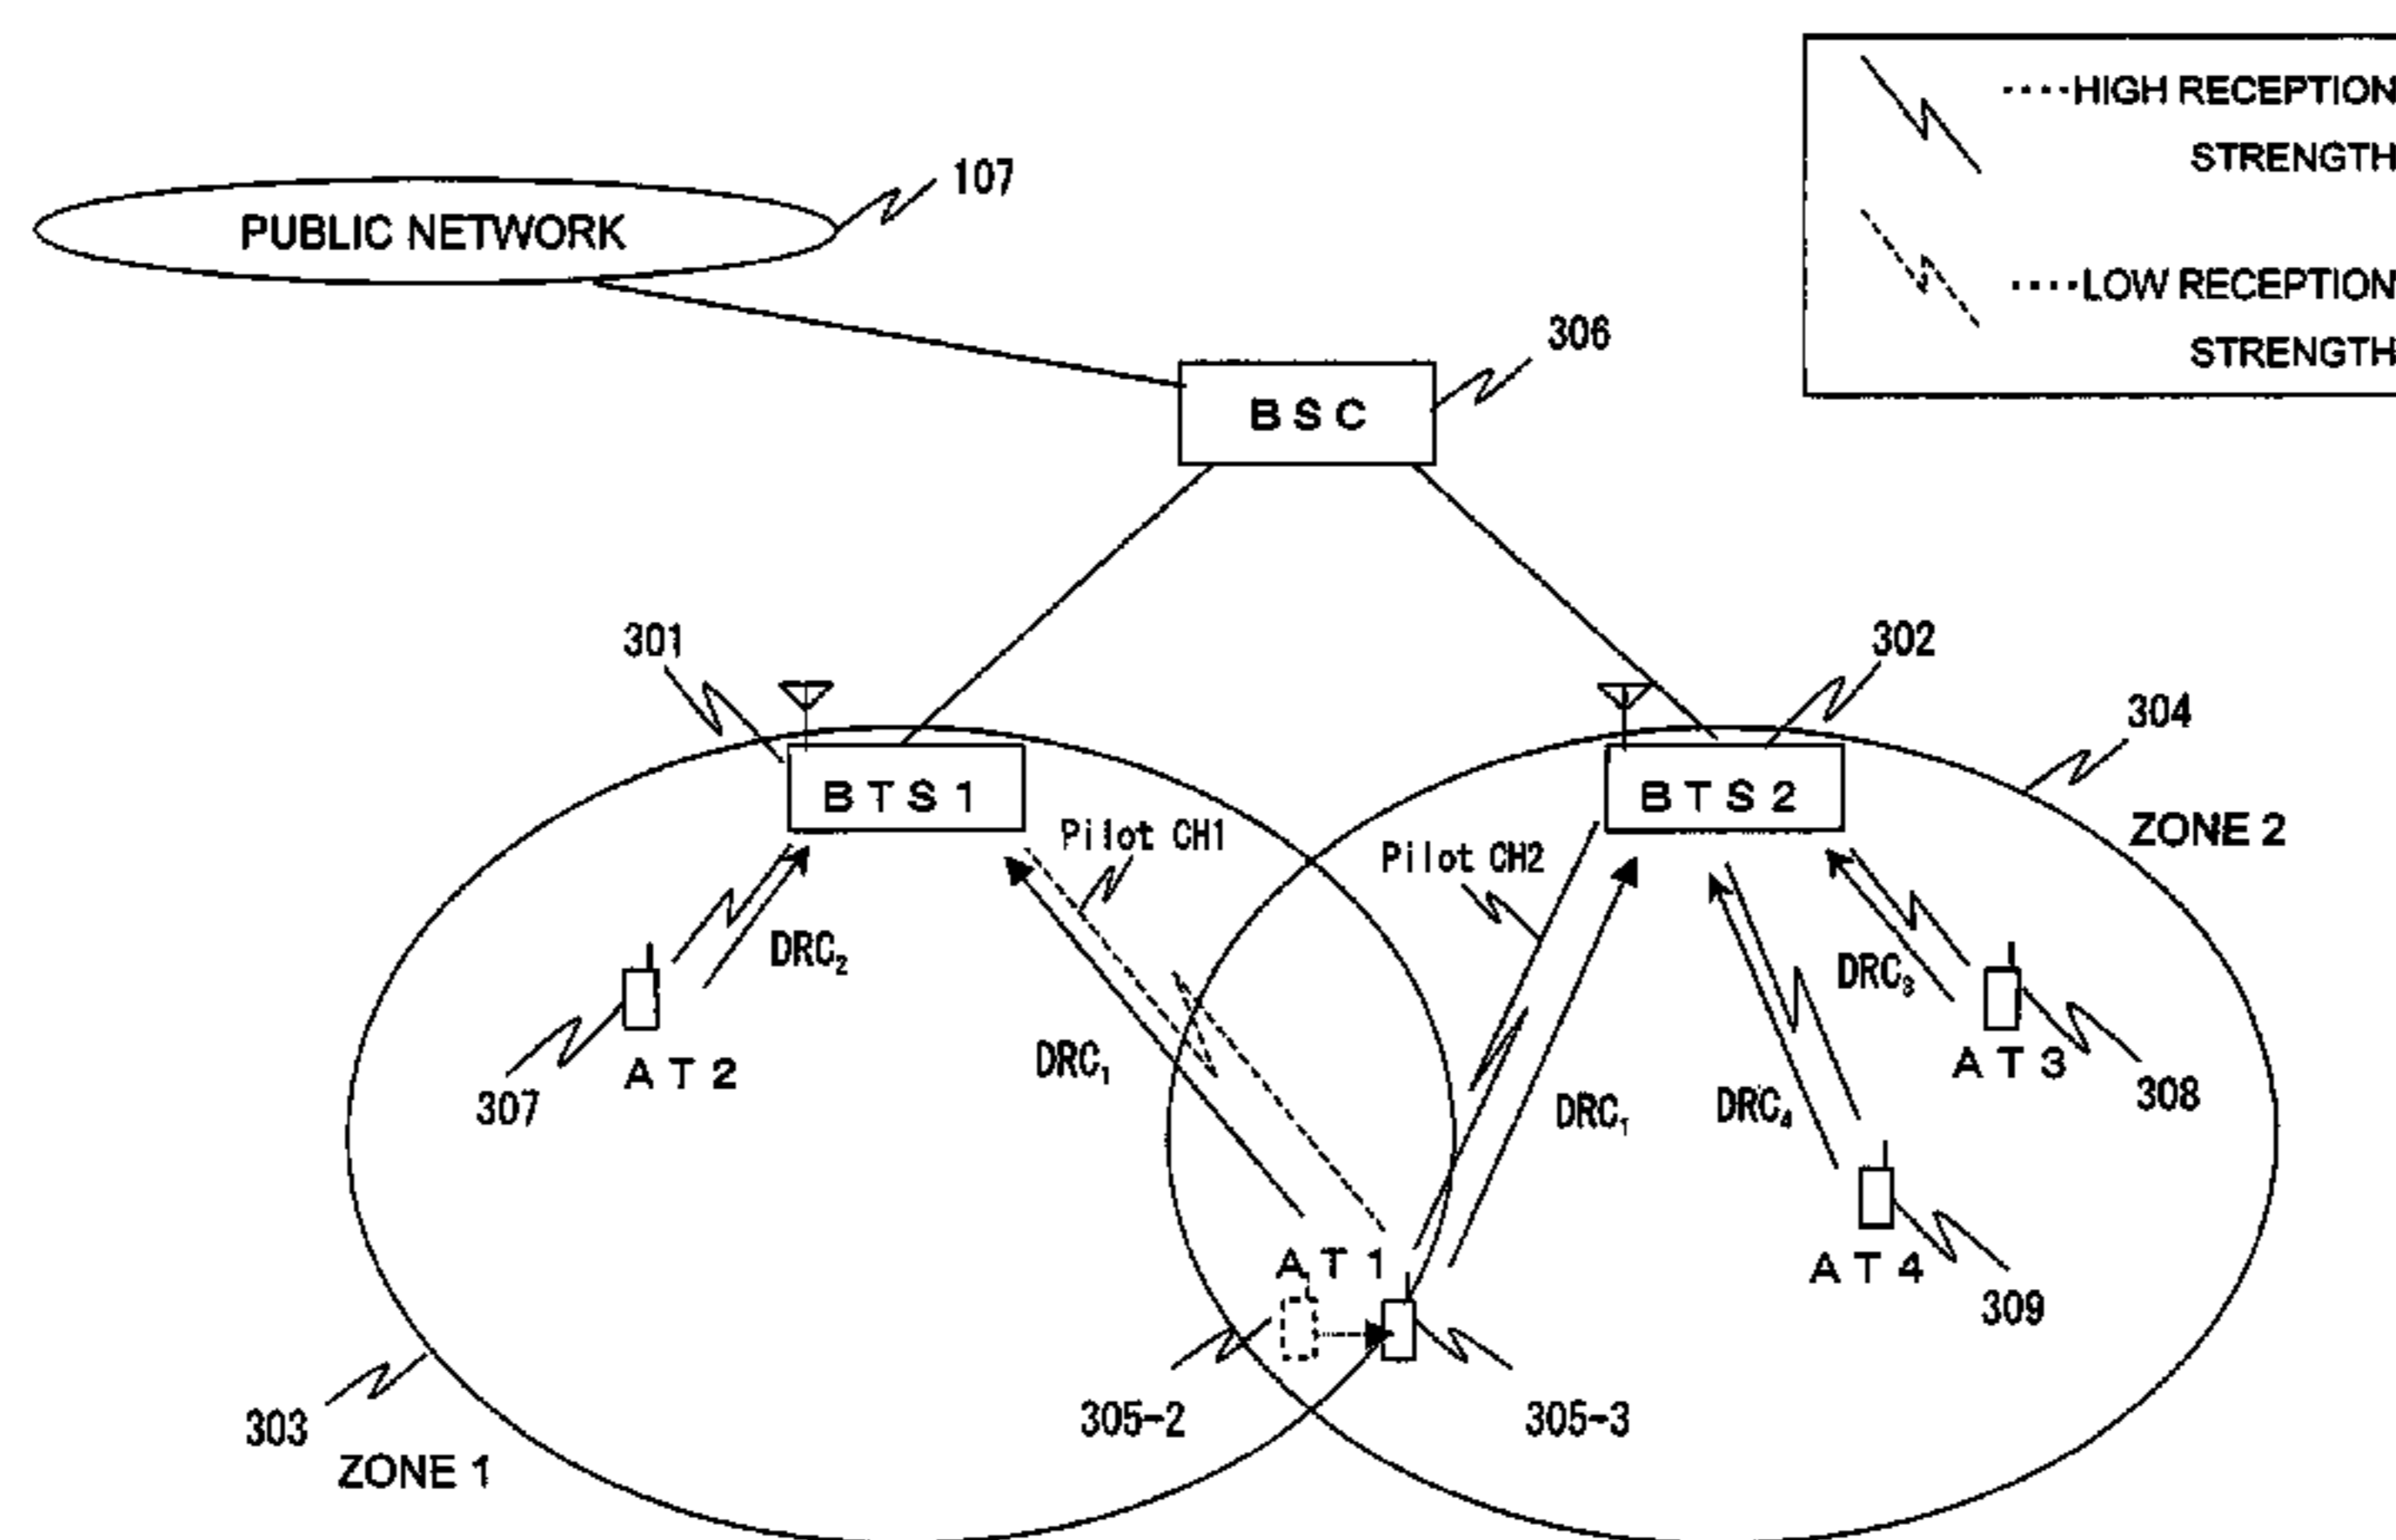 ····HIGH RECEPTION
STRENGTH
····LOW RECEPTION
STRENGTH
107
PUBLIC NETWORK
306
BSC
301
302
304
BTS1
BTS2
ZONE 2
Pilot CH1
Pilot CH2
DRC₂
DRC₃
DRC₁
DRC₁
DRC₄
AT2
AT3
307
308
AT1
AT4
309
305-2
305-3
303
ZONE 1